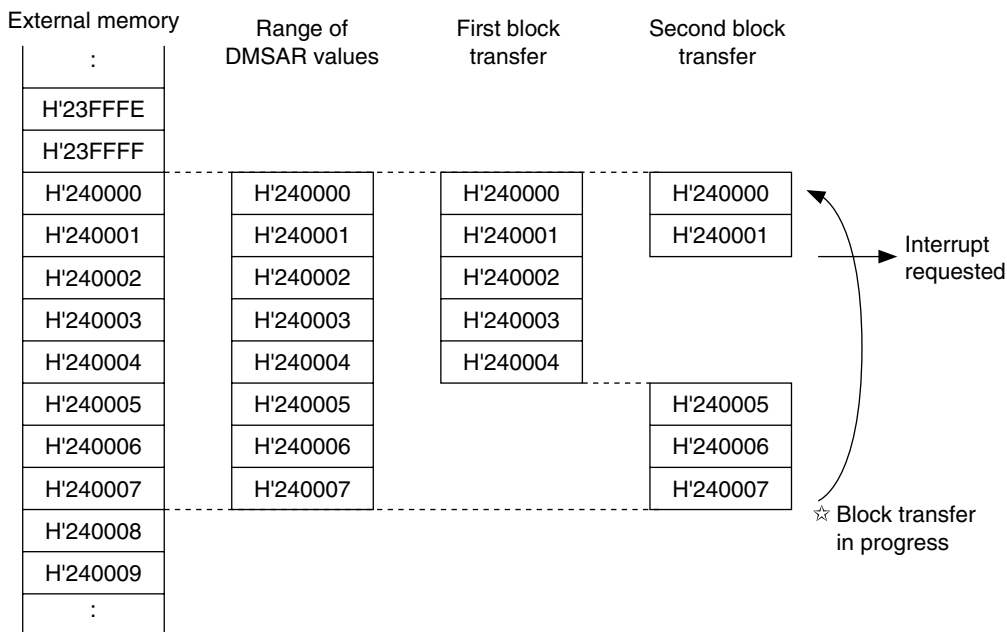 External memory
Range of
DMSAR values
First block
transfer
Second block
transfer
:
H'23FFFE
H'23FFFF
H'240000 H'240000 H'240000 H'240000
H'240001 H'240001 H'240001 H'240001
Interrupt
requested
H'240002 H'240002 H'240002
H'240003 H'240003 H'240003
H'240004 H'240004 H'240004
H'240005 H'240005 H'240005
H'240006 H'240006 H'240006
H'240007 H'240007 H'240007
☆ Block transfer
in progress
H'240008
H'240009
: